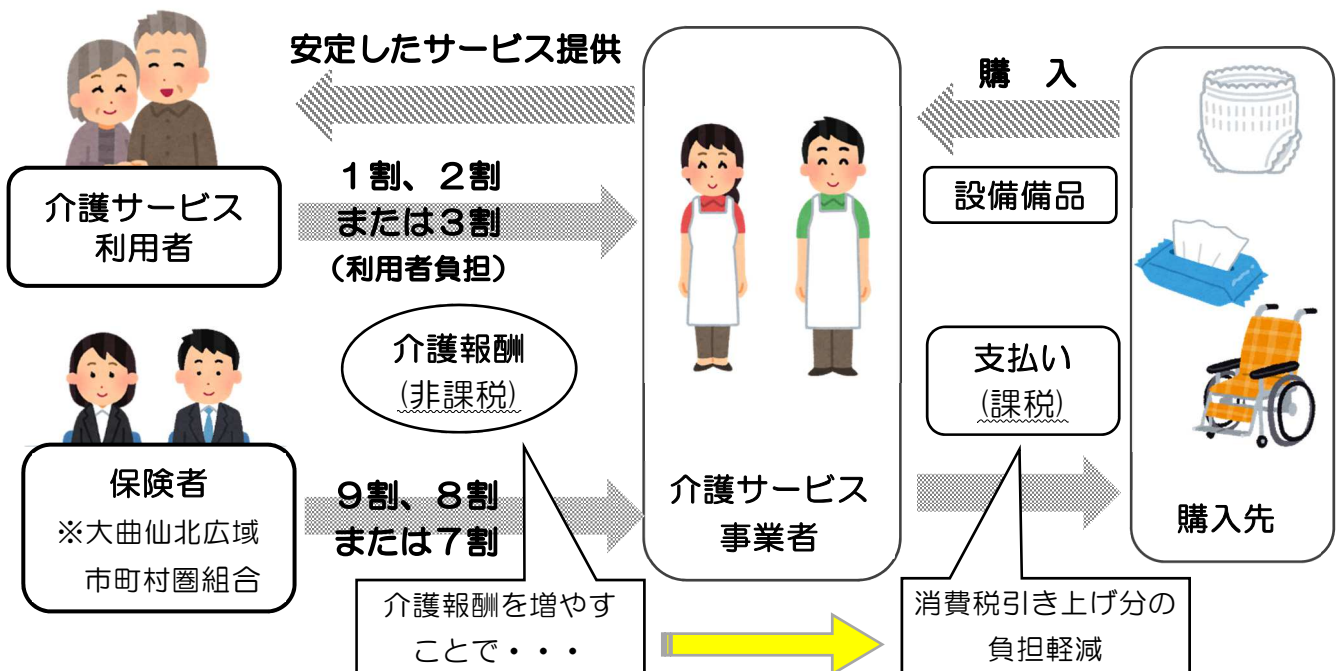 安定したサービス提供
購　入
介護サービス
利用者
１割、２割
または３割
（利用者負担）
設備備品
介護報酬
(非課税)
支払い
(課税)
保険者
※大曲仙北広域
市町村圏組合
９割、８割
または７割
介護サービス
事業者
購入先
介護報酬を増やす
ことで・・・
消費税引き上げ分の
負担軽減